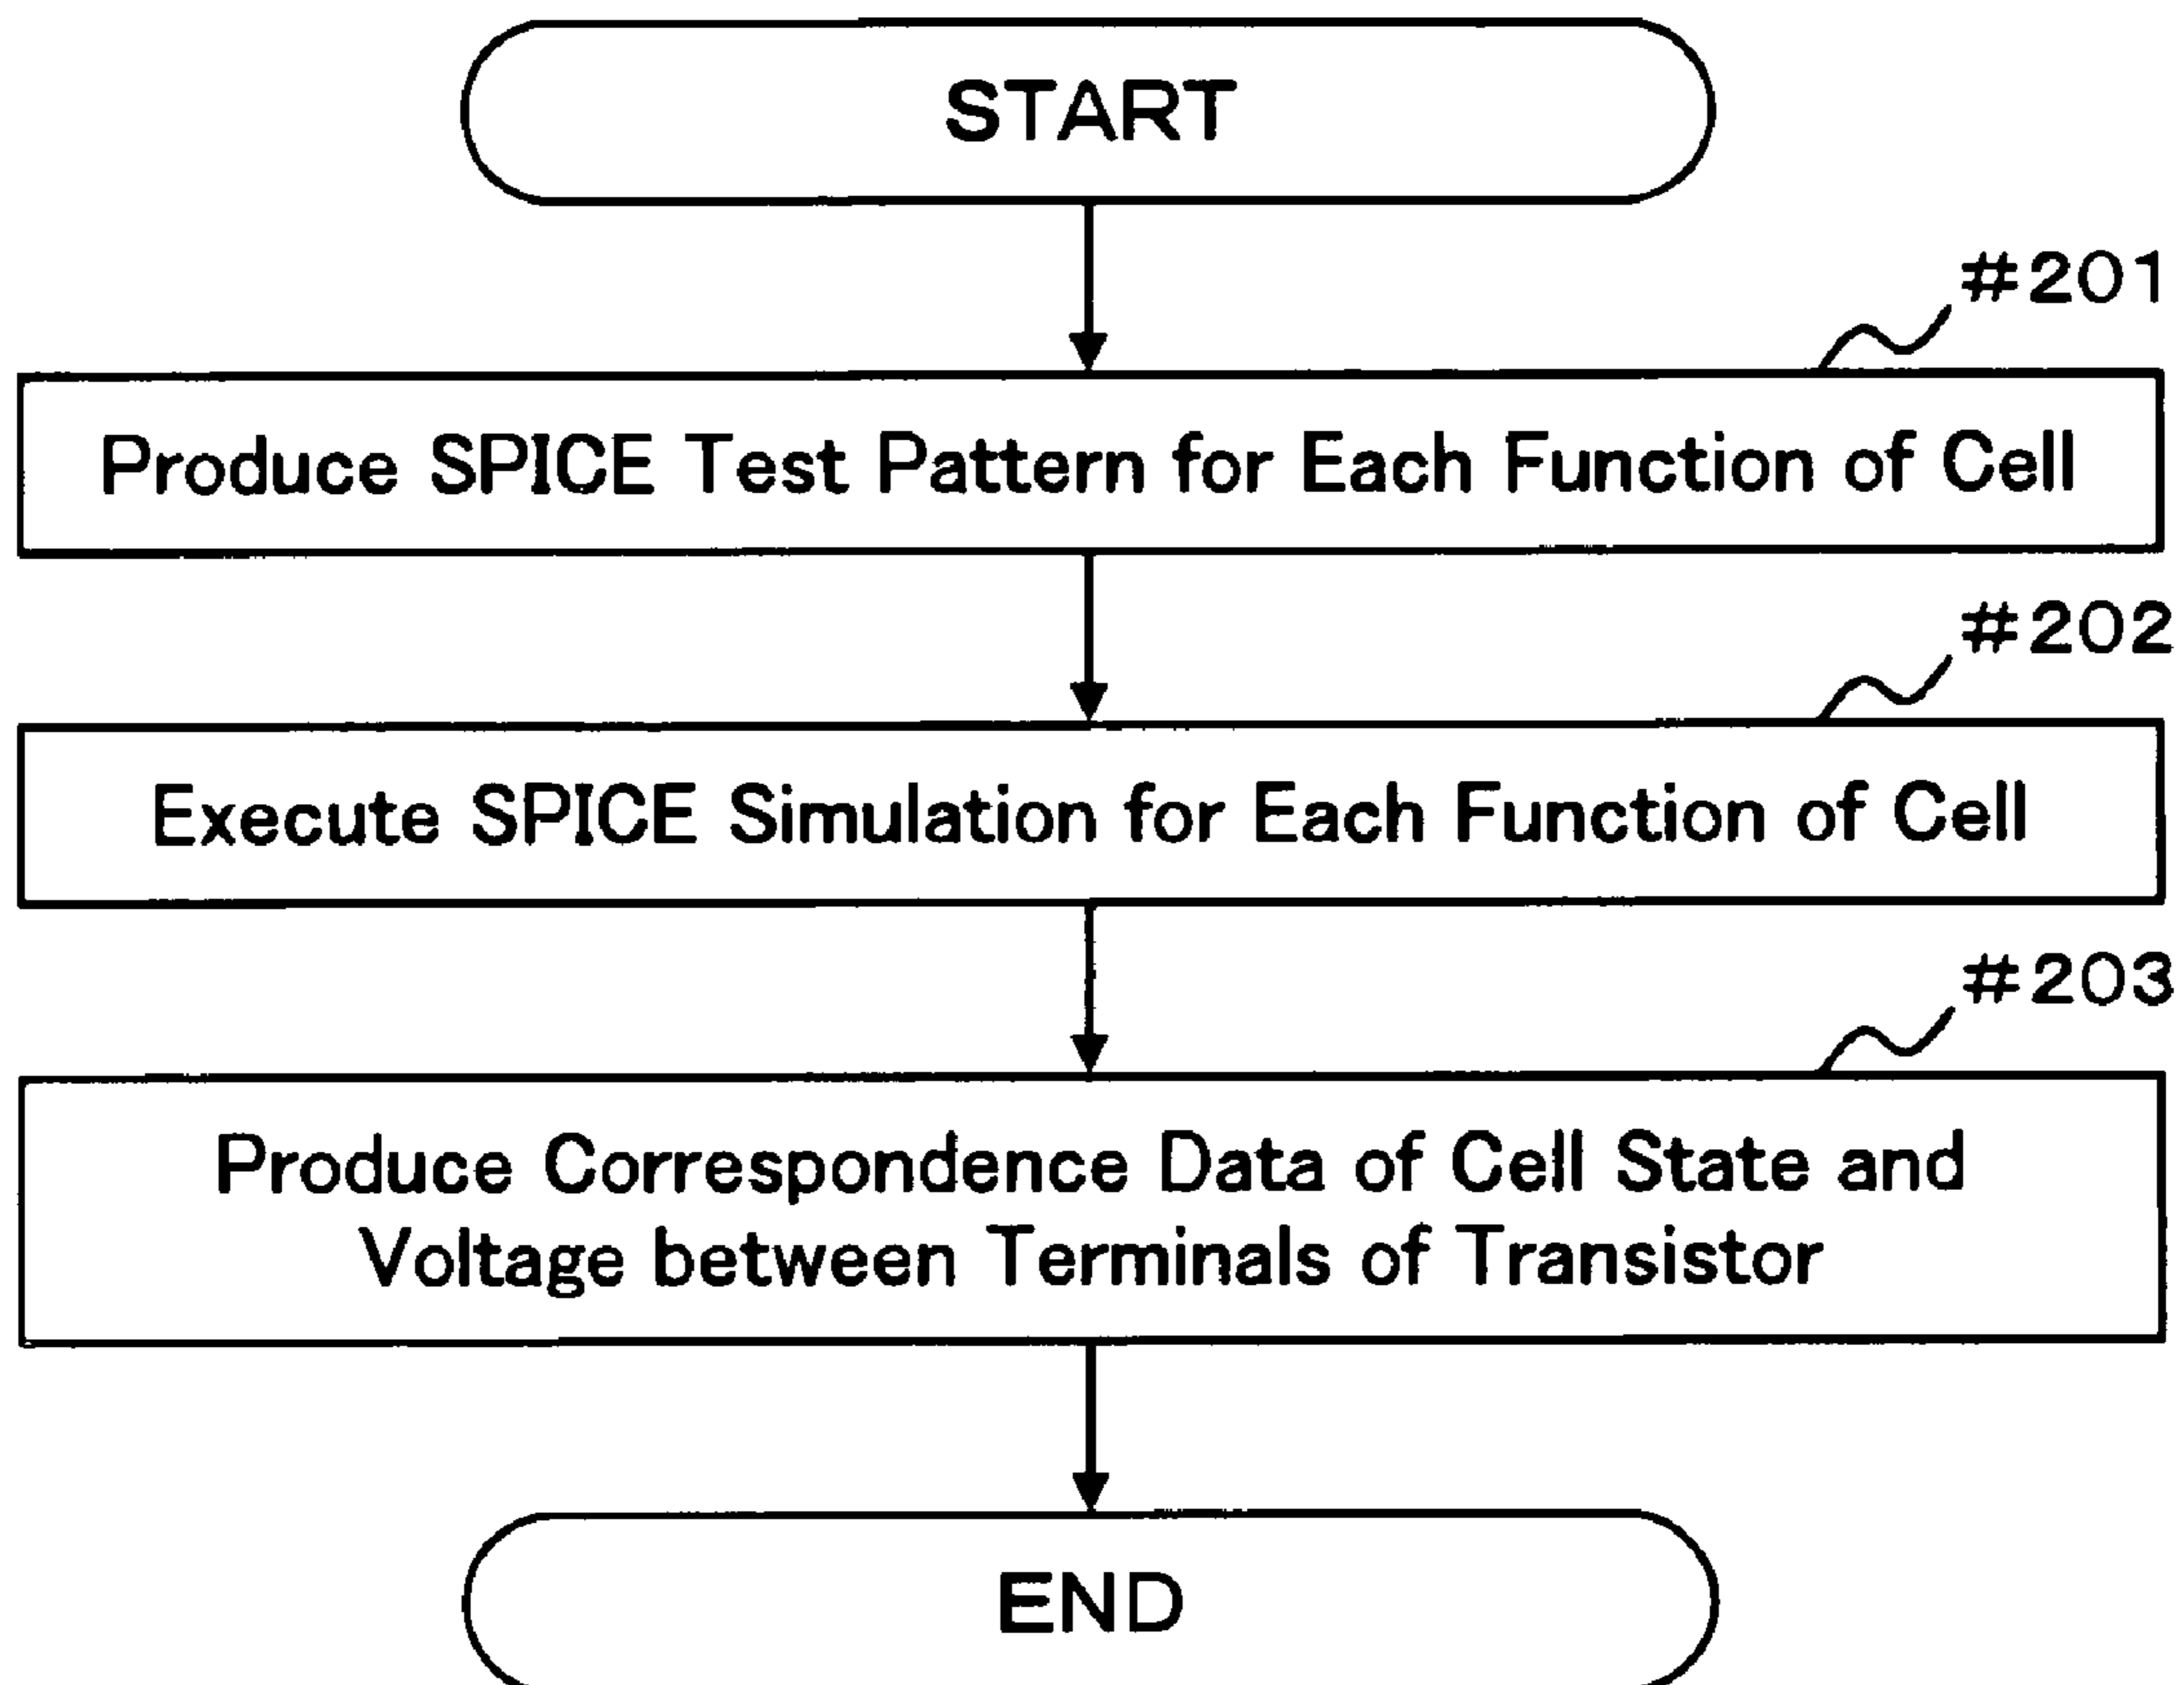 START
#201
Produce SPICE Test Pattern for Each Function of Cell
#202
Execute SPICE Simulation for Each Function of Cell
#203
Produce Correspondence Data of Cell State and
Voltage between Terminals of Transistor
END